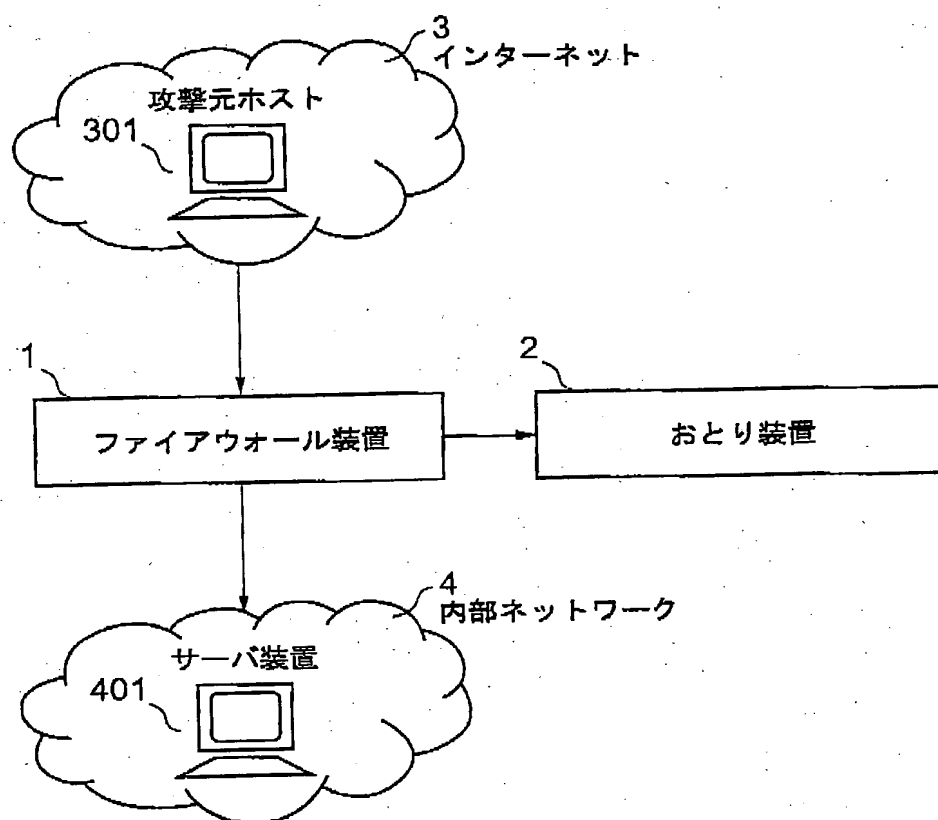 3
インターネット
攻撃元ホスト
301
1
ファイアウォール装置
2
おとり装置
4
内部ネットワーク
サーバ装置
401